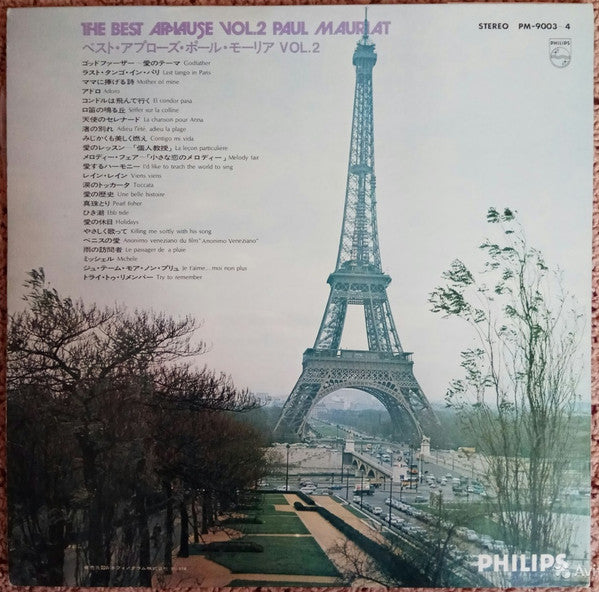 THE BEST APPLAUSE VOL.2 PAUL MAURIAT
ベスト・アプローズ・ポール・モーリア VOL.2
STEREO PM-9003~4
PHILIPS
ゴッドファーザー~愛のテーマ Godfather
ラスト・タンゴ・イン・パリ Last tango in Paris
ママに捧げる詩 Mother of mine
アドロ Adoro
コンドルは飛んで行く El condor pasa
口笛の鳴る丘 Siffler sur la colline
天使のセレナード La chanson pour Anna
渚の別れ Adieu l'été, adieu la plage
みじかくも美しく燃え Contigo mi vida
愛のレッスン~「個人教授」 La leçon particulière
メロディー・フェア~「小さな恋のメロディー」 Melody fair
愛するハーモニー I'd like to teach the world to sing
レイン・レイン Viens viens
涙のトッカータ Toccata
愛の歴史 Une belle histoire
真珠とり Pearl fisher
ひき潮 Ebb tide
愛の休日 Holidays
やさしく歌って Killing me softly with his song
ベニスの愛 Anonimo veneziano du film "Anonimo Veneziano"
雨の訪問者 Le passager de a pluie
ミッシェル Michele
ジュ・テーム・モア・ノン・プリュ Je t'aime... moi non plus
トライ・トゥ・リメンバー Try to remember
PHILIPS